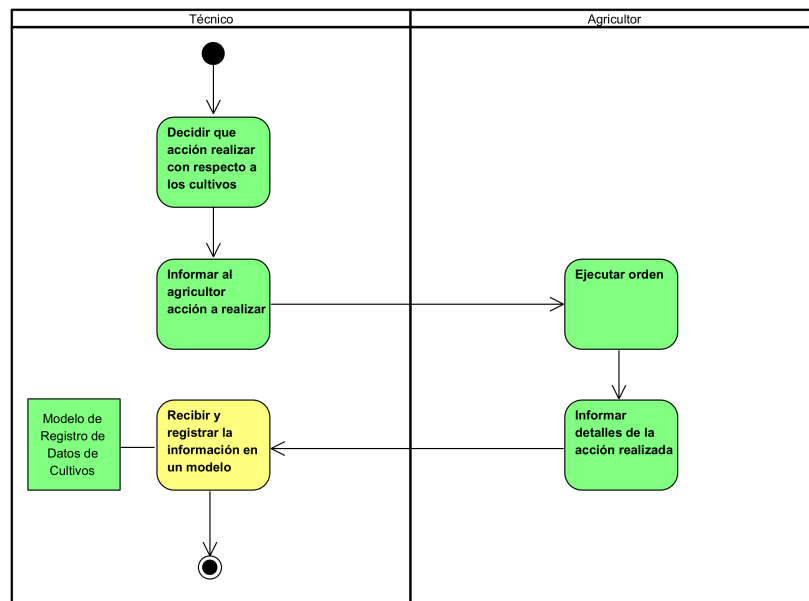 Técnico
Agricultor
Decidir que
acción realizar
con respecto a
los cultivos
Informar al
agricultor
acción a realizar
Ejecutar orden
Modelo de
Registro de
Datos de
Cultivos
Recibir y
registrar la
información en
un modelo
Informar
detalles de la
acción realizada